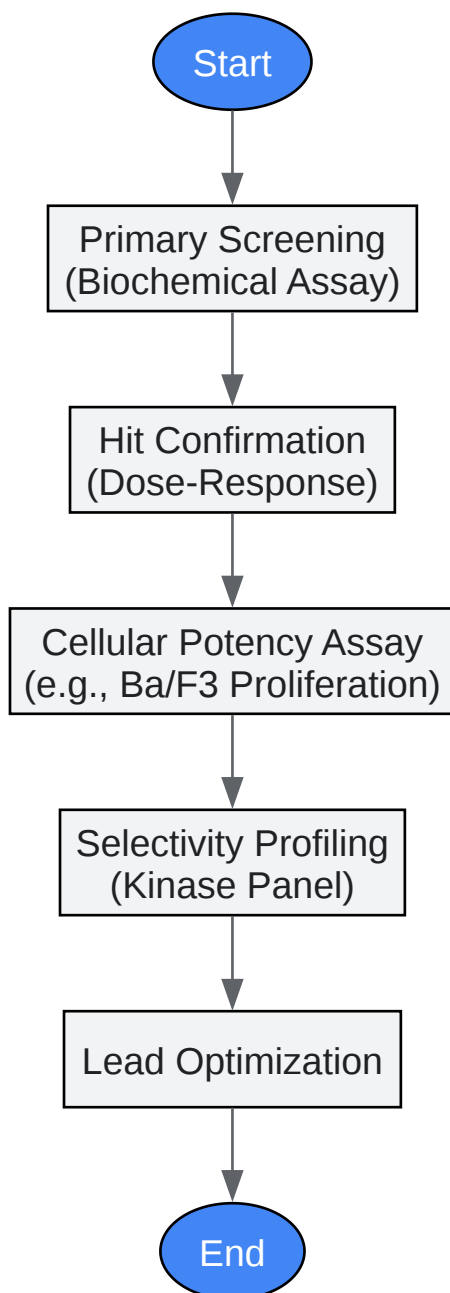 Start
Primary Screening
(Biochemical Assay)
Hit Confirmation
(Dose-Response)
Cellular Potency Assay
(e.g., Ba/F3 Proliferation)
Selectivity Profiling
(Kinase Panel)
Lead Optimization
End